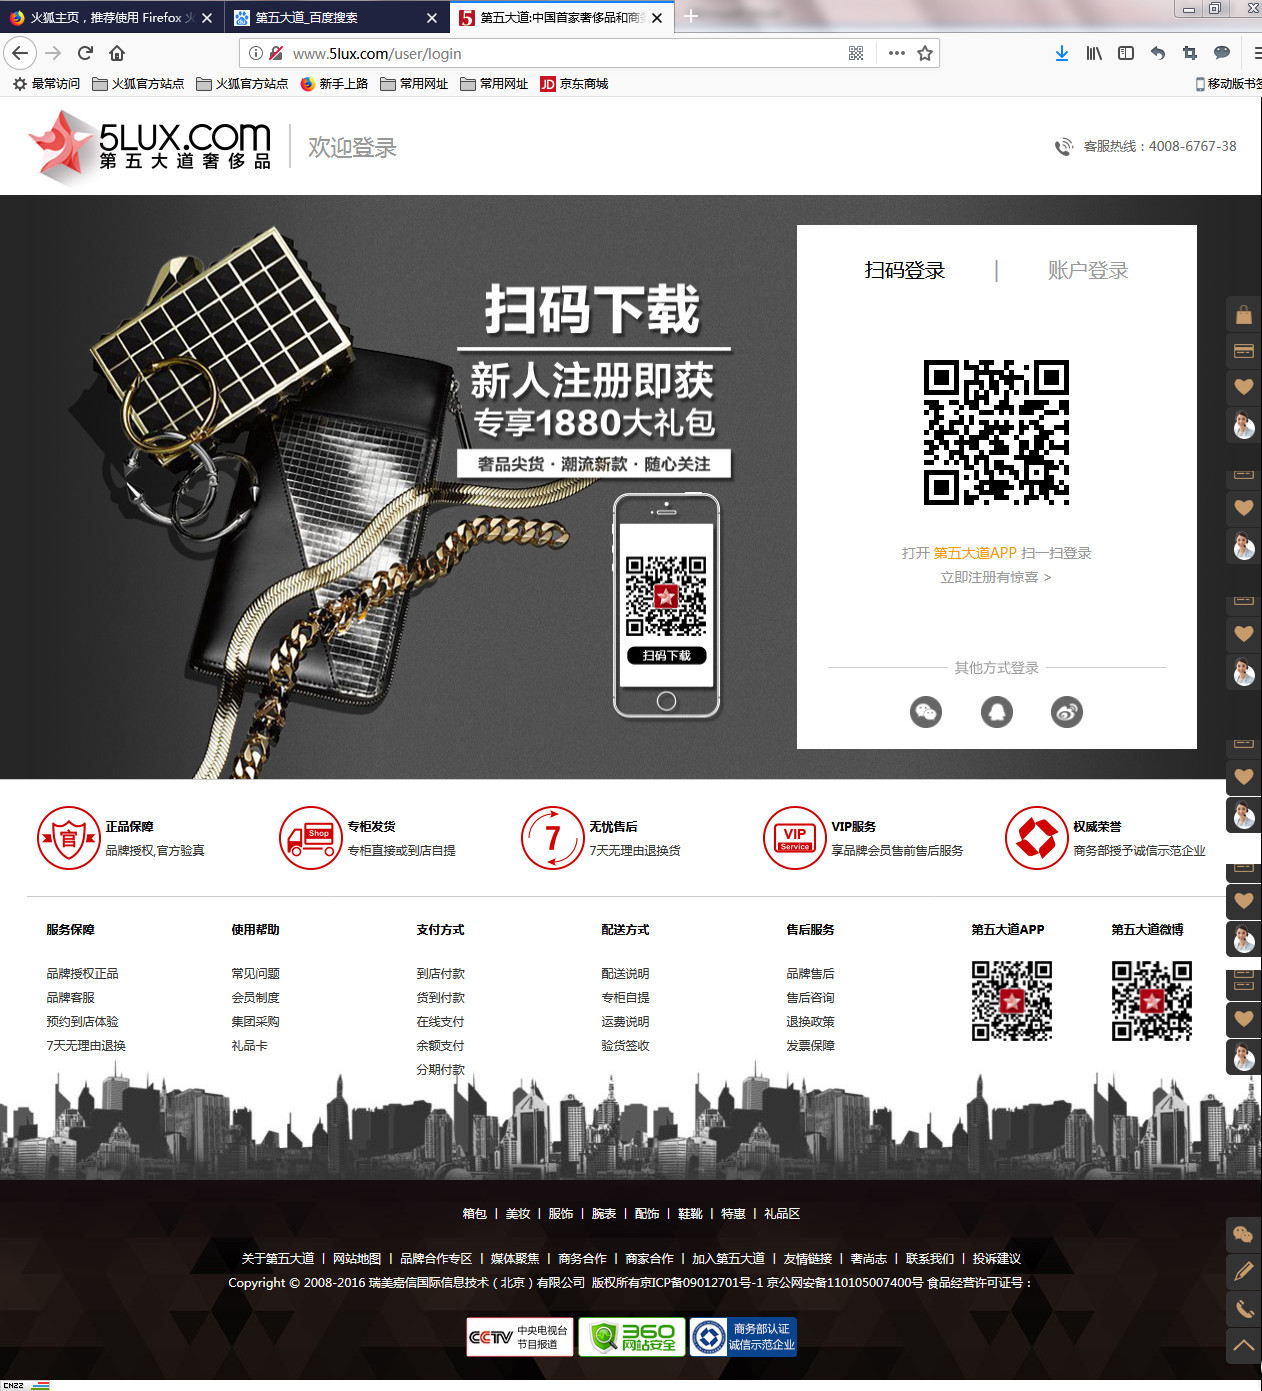 火狐主页，推荐使用 Firefox
第五大道_百度搜索
第五大道:中国首家奢侈品和商
www.5lux.com/user/login
最常访问
火狐官方站点
火狐官方站点
新手上路
常用网址
常用网址
JD 京东商城
移动版书签
5LUX.COM
第五大道奢侈品
欢迎登录
客服热线：4008-6767-38
扫码下载
新人注册即获
专享1880大礼包
奢品尖货·潮流新款·随心关注
扫码下载
扫码登录 | 账户登录
打开 第五大道APP 扫一扫登录
立即注册有惊喜 >
其他方式登录
官
正品保障
品牌授权,官方验真
Shop
专柜发货
专柜直接或到店自提
7
无忧售后
7天无理由退换货
VIP
Service
VIP服务
享品牌会员售前售后服务
权威荣誉
商务部授予诚信示范企业
服务保障
品牌授权正品
品牌客服
预约到店体验
7天无理由退换
使用帮助
常见问题
会员制度
集团采购
礼品卡
支付方式
到店付款
货到付款
在线支付
余额支付
分期付款
配送方式
配送说明
专柜自提
运费说明
验货签收
售后服务
品牌售后
售后咨询
退换政策
发票保障
第五大道APP
第五大道微博
箱包 | 美妆 | 服饰 | 腕表 | 配饰 | 鞋靴 | 特惠 | 礼品区
关于第五大道 | 网站地图 | 品牌合作专区 | 媒体聚焦 | 商务合作 | 商家合作 | 加入第五大道 | 友情链接 | 奢尚志 | 联系我们 | 投诉建议
Copyright © 2008-2016 瑞美嘉信国际信息技术（北京）有限公司 版权所有京ICP备09012701号-1 京公网安备110105007400号 食品经营许可证号：
CCTV 中央电视台
节目报道
360
网站安全
商务部认证
诚信示范企业
CNZZ